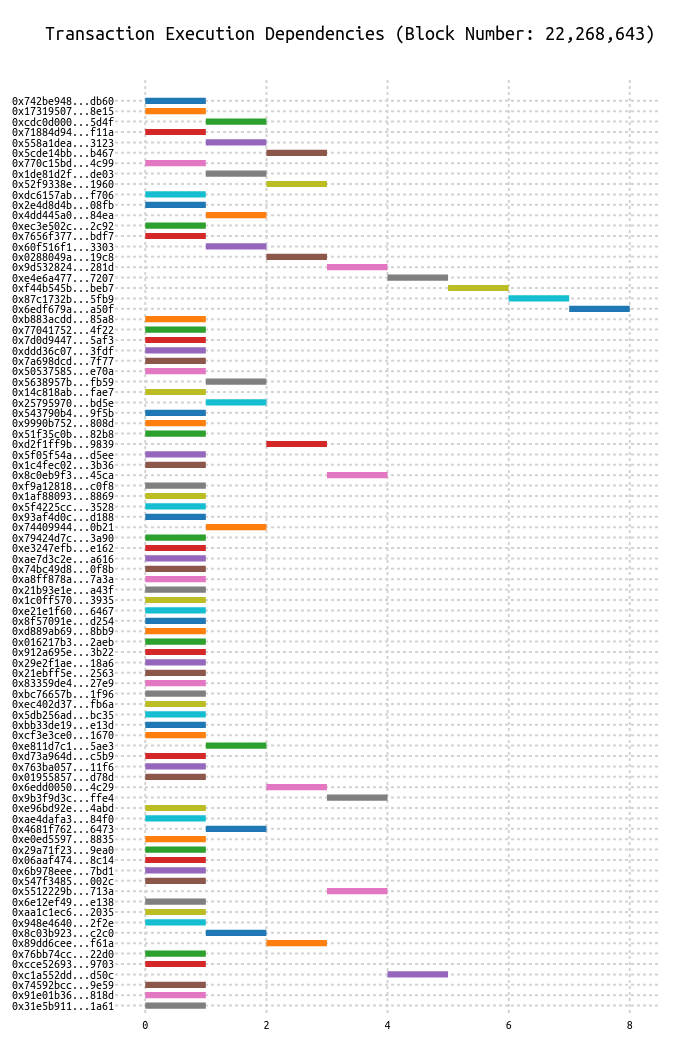 Transaction Execution Dependencies (Block Number: 22,268,643)
0x742be948...db60
0x17319507...8e15
0xcdc0d000...5d4f
0x71884d94...f11a
0x558a1dea...3123
0x5cde14bb...b467
0x770c15bd...4c99
0x1de81d2f...de03
0x52f9338e...1960
0xdc6157ab...f706
0x2e4d8d4b...08fb
0x4dd445a0...84ea
0xec3e502c...2c92
0x7656f377...bdf7
0x60f516f1...3303
0x0288049a...19c8
0x9d532824...281d
0xe4e6a477...7207
0xf44b545b...beb7
0x87c1732b...5fb9
0x6edf679a...a50f
0xb883acdd...85a8
0x77041752...4f22
0x7d0d9447...5af3
0xddd36c07...3fdf
0x7a698dcd...7f77
0x50537585...e70a
0x5638957b...fb59
0x14c818ab...fae7
0x25795970...bd5e
0x543790b4...9f5b
0x9990b752...808d
0x51f35c0b...82b8
0xd2f1ff9b...9839
0x5f05f54a...d5ee
0x1c4fec02...3b36
0x8c0eb9f3...45ca
0xf9a12818...c0f8
0x1af88093...8869
0x5f4225cc...3528
0x93af4d0c...d188
0x74409944...0b21
0x79424d7c...3a90
0xe3247efb...e162
0xae7d3c2e...a616
0x74bc49d8...0f8b
0xa8ff878a...7a3a
0x21b93e1e...a43f
0x1c0ff570...3935
0xe21e1f60...6467
0x8f57091e...d254
0xd889ab69...8bb9
0x016217b3...2aeb
0x912a695e...3b22
0x29e2f1ae...18a6
0x21ebff5e...2563
0x83359de4...27e9
0xbc76657b...1f96
0xec402d37...fb6a
0x5db256ad...bc35
0xbb33de19...e13d
0xcf3e3ce0...1670
0xe811d7c1...5ae3
0xd73a964d...c5b9
0x763ba057...11f6
0x01955857...d78d
0x6edd0050...4c29
0x9b3f9d3c...ffe4
0xe96bd92e...4abd
0xae4dafa3...84f0
0x4681f762...6473
0xe0ed5597...8835
0x29a71f23...9ea0
0x06aaf474...8c14
0x6b978eee...7bd1
0x547f3485...002c
0x5512229b...713a
0x6e12ef49...e138
0xaa1c1ec6...2035
0x948e4640...2f2e
0x8c03b923...c2c0
0x89dd6cee...f61a
0x76bb74cc...22d0
0xcce52693...9703
0xc1a552dd...d50c
0x74592bcc...9e59
0x91e01b36...818d
0x31e5b911...1a61
0 2 4 6 8